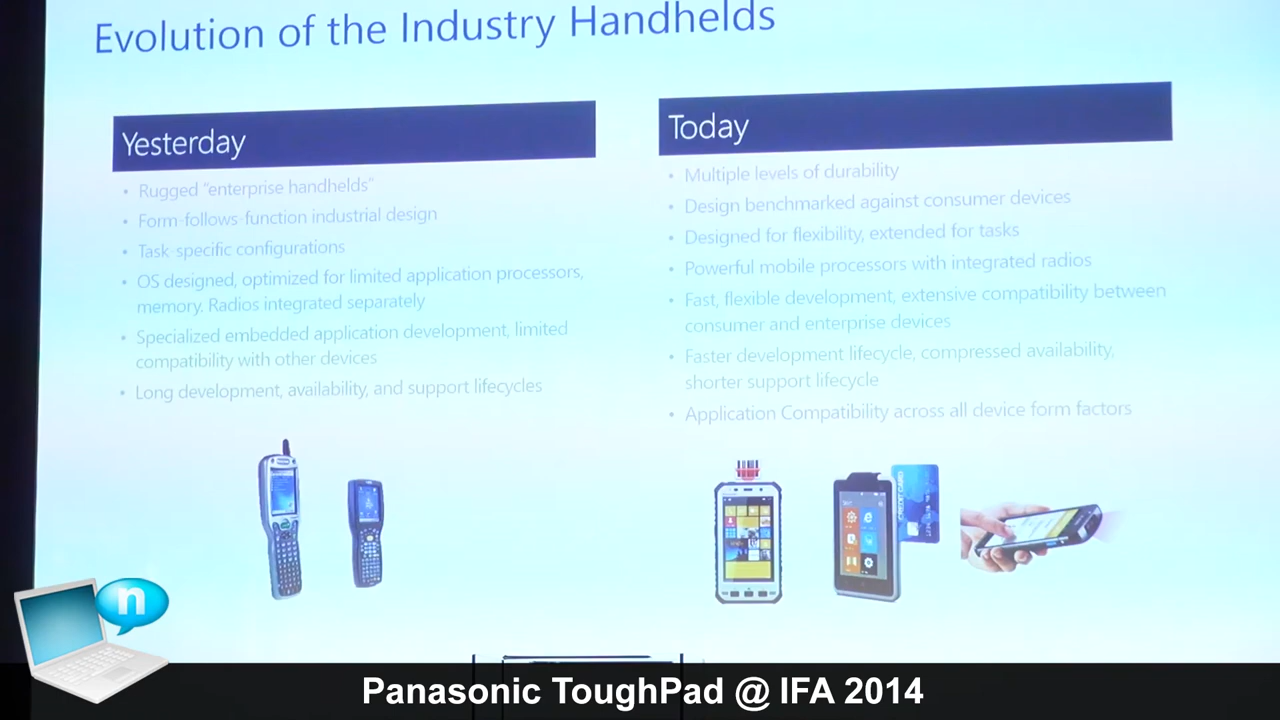 Evolution of the Industry Handhelds
Yesterday
• Rugged "enterprise handhelds"
• Form-follows-function industrial design
• Task-specific configurations
• OS designed, optimized for limited application processors,
memory. Radios integrated separately
• Specialized embedded application development, limited
compatibility with other devices
• Long development, availability, and support lifecycles
Today
• Multiple levels of durability
• Design benchmarked against consumer devices
• Designed for flexibility, extended for tasks
• Powerful mobile processors with integrated radios
• Fast, flexible development, extensive compatibility between
consumer and enterprise devices
• Faster development lifecycle, compressed availability,
shorter support lifecycle
• Application Compatibility across all device form factors
CREDIT CARD
n
Panasonic ToughPad @ IFA 2014